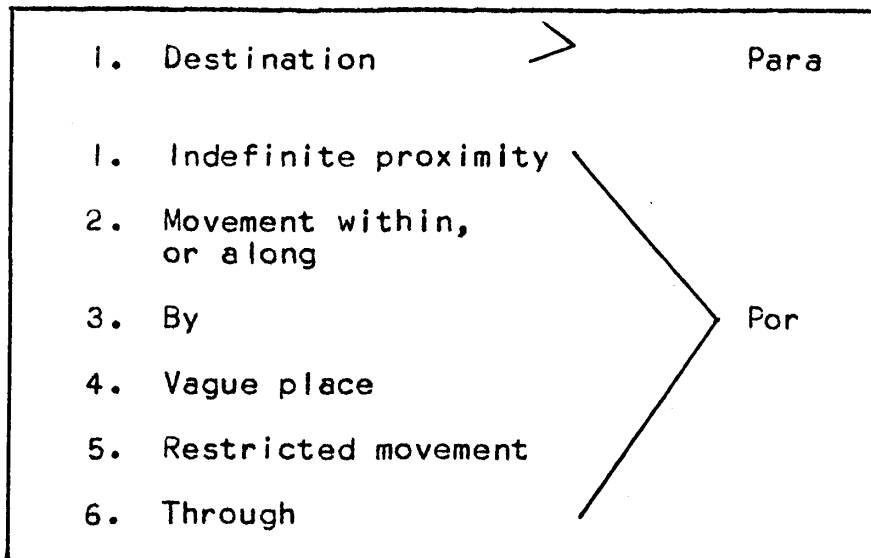 1. Destination > Para
1. Indefinite proximity
2. Movement within,
or along
3. By Por
4. Vague place
5. Restricted movement
6. Through